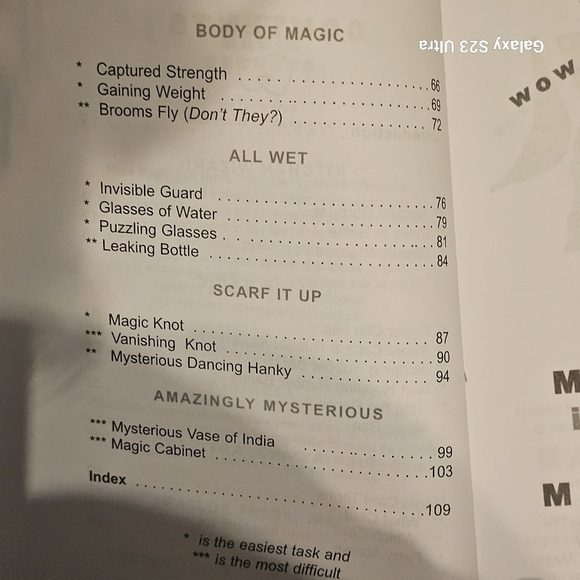 BODY OF MAGIC
* Captured Strength . . . . . . . . . . . . . . . . . . . . . . . 66
* Gaining Weight . . . . . . . . . . . . . . . . . . . . . . . . . 69
** Brooms Fly (Don't They?) . . . . . . . . . . . . . . . . . 72
ALL WET
* Invisible Guard . . . . . . . . . . . . . . . . . . . . . . . . . 76
* Glasses of Water . . . . . . . . . . . . . . . . . . . . . . . . 79
* Puzzling Glasses . . . . . . . . . . . . . . . . . . . . . . . . 81
** Leaking Bottle . . . . . . . . . . . . . . . . . . . . . . . . . . 84
SCARF IT UP
* Magic Knot . . . . . . . . . . . . . . . . . . . . . . . . . . . 87
*** Vanishing Knot . . . . . . . . . . . . . . . . . . . . . . . . 90
** Mysterious Dancing Hanky . . . . . . . . . . . . . . 94
AMAZINGLY MYSTERIOUS
*** Mysterious Vase of India . . . . . . . . . . . . . . . . 99
*** Magic Cabinet . . . . . . . . . . . . . . . . . . . . . . . . 103
Index . . . . . . . . . . . . . . . . . . . . . . . . . . . . . . . . 109
* is the easiest task and
*** is the most difficult
Galaxy S23 Ultra
WOW
M
i
M